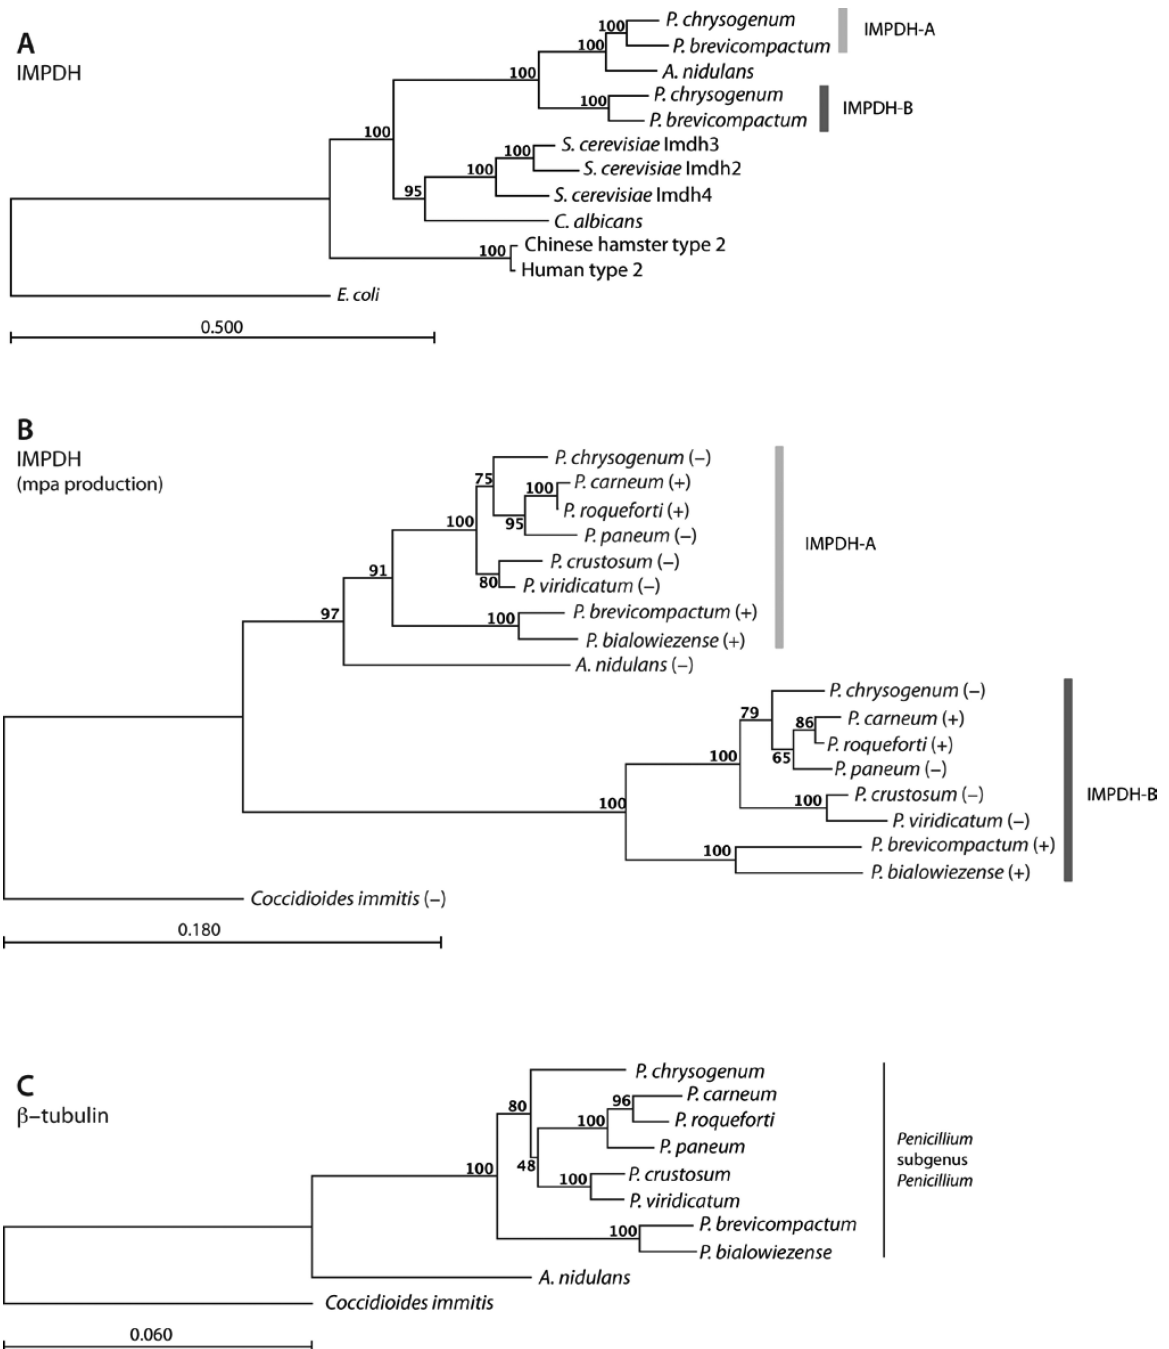 A
IMPDH
100
P. chrysogenum
IMPDH-A
100
P. brevicompactum
100
A. nidulans
P. chrysogenum
IMPDH-B
100
P. brevicompactum
100
S. cerevisiae Imdh3
100
S. cerevisiae Imdh2
100
S. cerevisiae Imdh4
95
C. albicans
Chinese hamster type 2
100
Human type 2
E. coli
0.500
B
IMPDH
(mpa production)
P. chrysogenum (–)
75
P. carneum (+)
100
P. roqueforti (+)
100
95
P. paneum (–)
IMPDH-A
P. crustosum (–)
91
80
P. viridicatum (–)
97
P. brevicompactum (+)
100
P. bialowiezense (+)
A. nidulans (–)
P. chrysogenum (–)
79
P. carneum (+)
86
P. roqueforti (+)
100
65
P. paneum (–)
P. crustosum (–)
IMPDH-B
100
100
P. viridicatum (–)
P. brevicompactum (+)
100
P. bialowiezense (+)
Coccidioides immitis (–)
0.180
C
β–tubulin
P. chrysogenum
P. carneum
96
80
P. roqueforti
100
P. paneum
Penicillium
subgenus
Penicillium
48
100
P. crustosum
100
P. viridicatum
P. brevicompactum
100
P. bialowiezense
A. nidulans
Coccidioides immitis
0.060